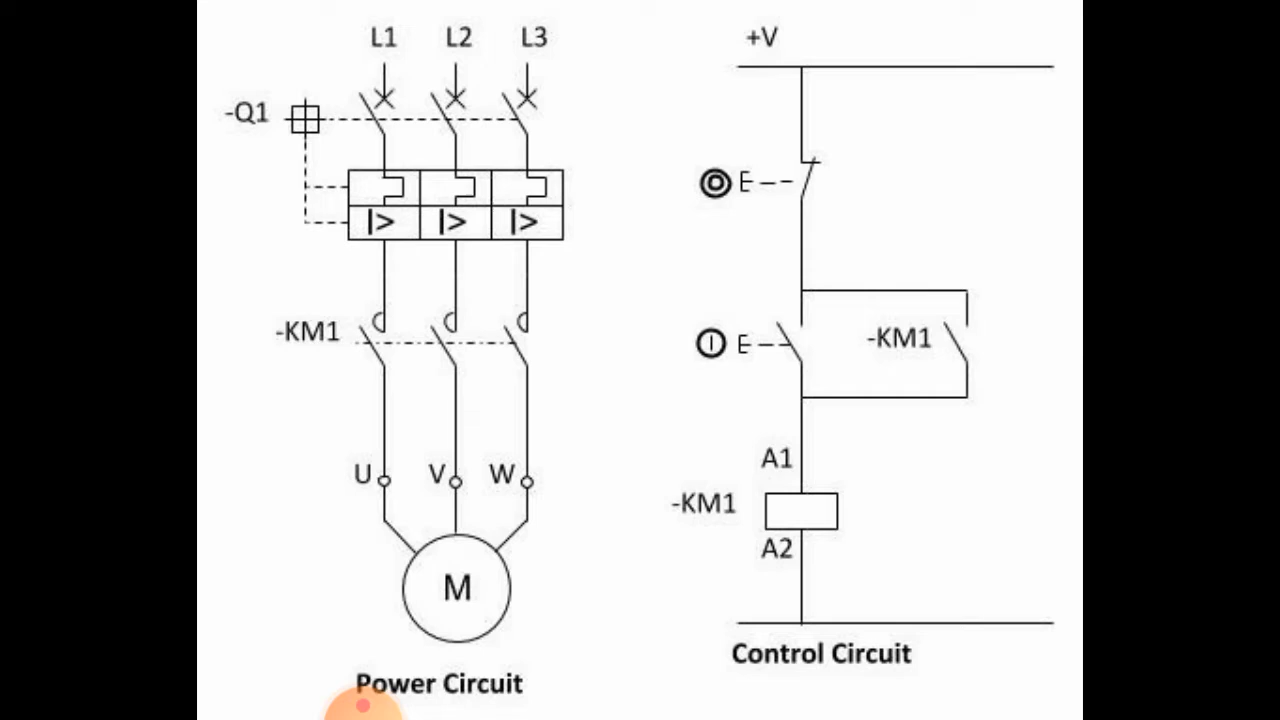 L1 L2 L3
-Q1
|> |> |>
-KM1
U V W
M
Power Circuit
+V
E
E
-KM1
A1
-KM1
A2
Control Circuit